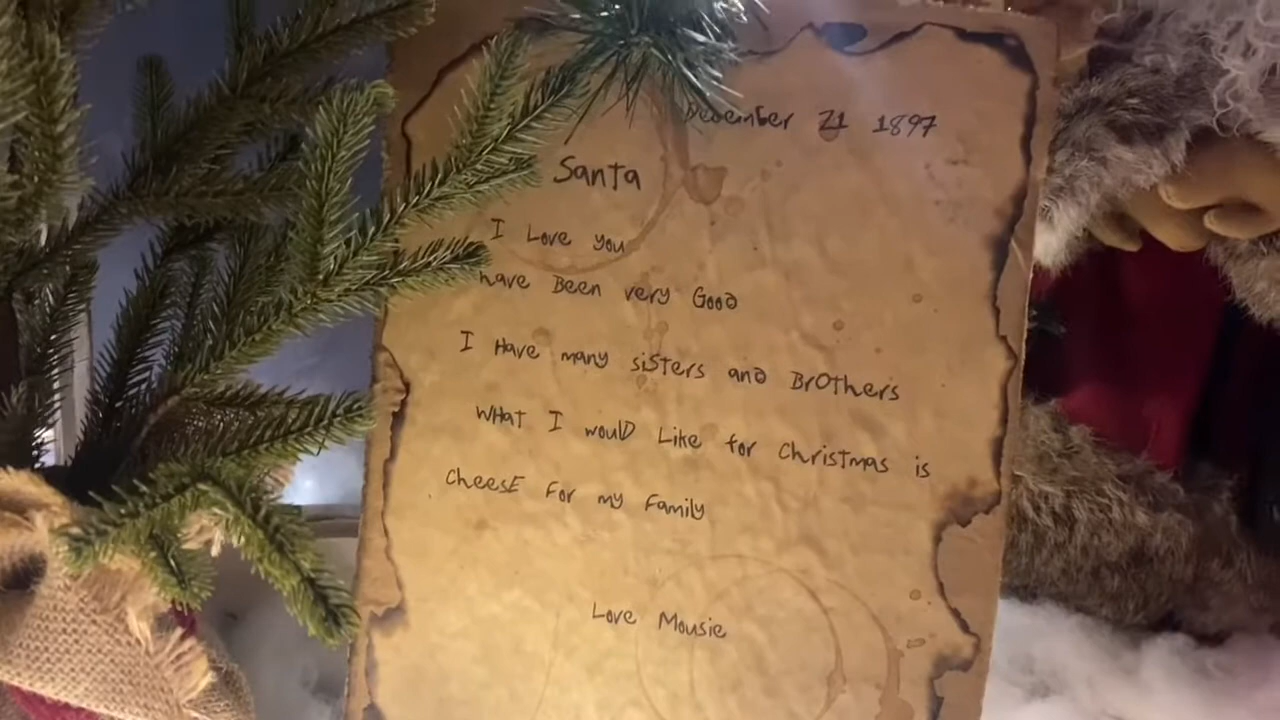 December 21 1897
Santa
I Love you
have Been very Good
I Have many siSters and BrOthers
WHat I woulD Like for Christmas is
CheesE For my Family
Love Mousie